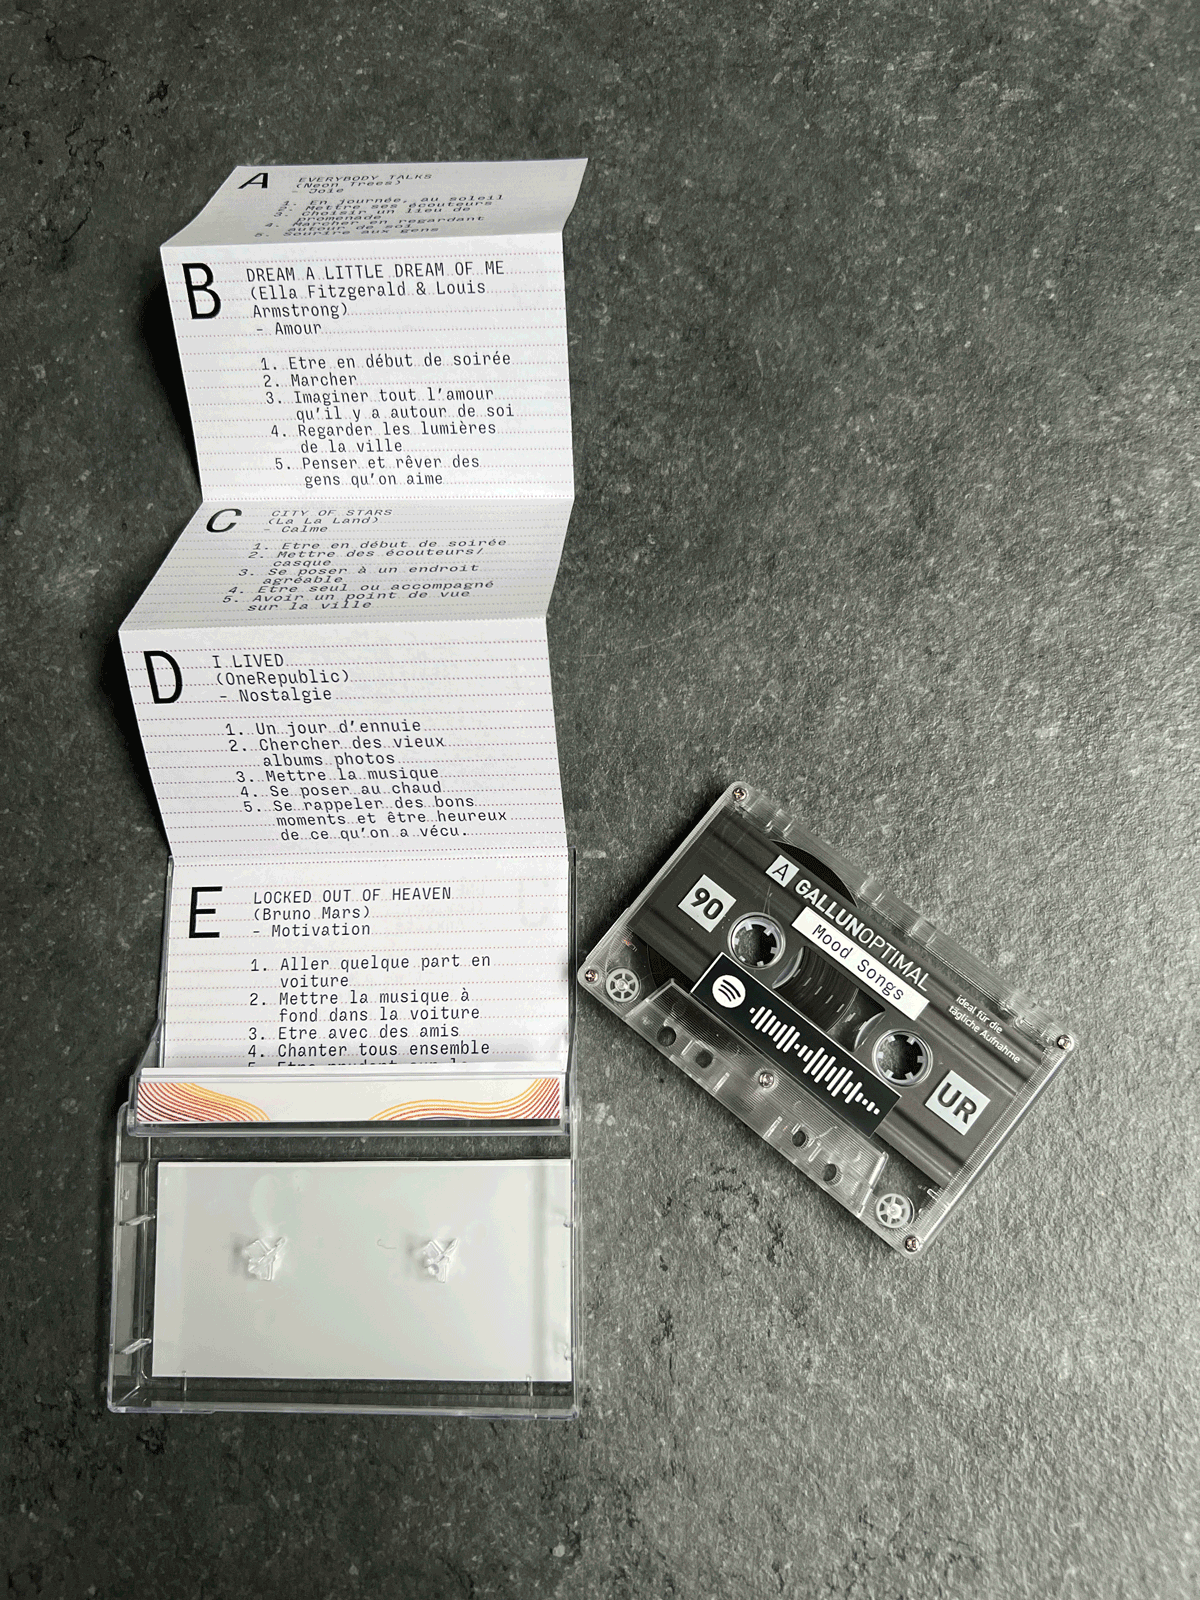 A
EVERYBODY TALKS
(Neon Trees)
- Joie
1. En journée, au soleil
2. Mettre ses écouteurs
3. Choisir un lieu de
promenade
4. Marcher en regardant
autour de soi
5. Sourire aux gens
B
DREAM A LITTLE DREAM OF ME
(Ella Fitzgerald & Louis
Armstrong)
- Amour
1. Etre en début de soirée
2. Marcher
3. Imaginer tout l'amour
qu'il y a autour de soi
4. Regarder les lumières
de la ville
5. Penser et rêver des
gens qu'on aime
C
CITY OF STARS
(La La Land)
- Calme
1. Etre en début de soirée
2. Mettre des écouteurs/
casque
3. Se poser à un endroit
agréable
4. Etre seul ou accompagné
5. Avoir un point de vue
sur la ville
D
I LIVED
(OneRepublic)
- Nostalgie
1. Un jour d'ennuie
2. Chercher des vieux
albums photos
3. Mettre la musique
4. Se poser au chaud
5. Se rappeler des bons
moments et être heureux
de ce qu'on a vécu.
E
LOCKED OUT OF HEAVEN
(Bruno Mars)
- Motivation
1. Aller quelque part en
voiture
2. Mettre la musique à
fond dans la voiture
3. Etre avec des amis
4. Chanter tous ensemble
5. Etre prudent sur la
A GALLUNOPTIMAL
90
Mood Songs
ideal für die
tägliche Aufnahme
UR